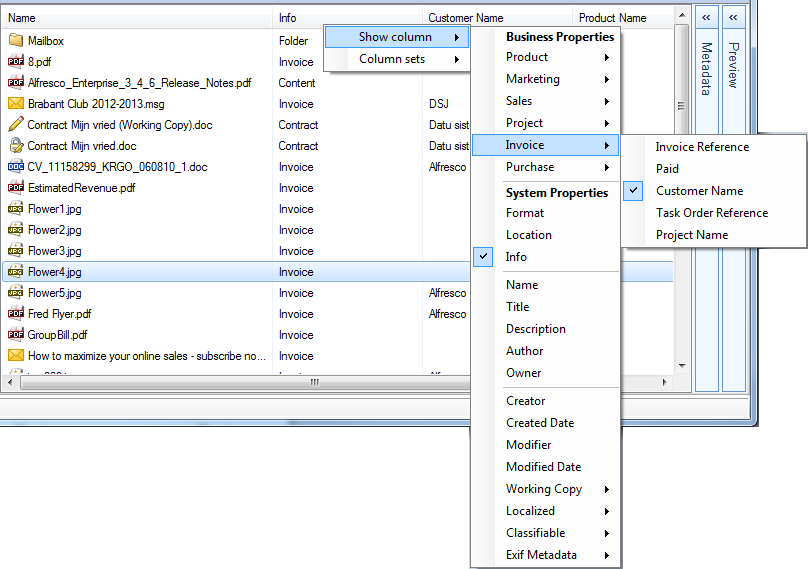 Name Info Customer Name Product Name
Mailbox Folder
8.pdf Invoice
Alfresco_Enterprise_3_4_6_Release_Notes.pdf Content
Brabant Club 2012-2013.msg Invoice DSJ
Contract Mijn vried (Working Copy).doc Contract Datu sist
Contract Mijn vried.doc Contract Datu sist
CV_11158299_KRGO_060810_1.doc Invoice Alfresco
EstimatedRevenue.pdf Invoice
Flower1.jpg Invoice
Flower2.jpg Invoice
Flower3.jpg Invoice
Flower4.jpg Invoice
Flower5.jpg Invoice Alfresco
Fred Flyer.pdf Invoice Alfresco
GroupBill.pdf Invoice
How to maximize your online sales - subscribe no... Invoice
Show column
Column sets
Business Properties
Product
Marketing
Sales
Project
Invoice
Purchase
System Properties
Format
Location
Info
Name
Title
Description
Author
Owner
Creator
Created Date
Modifier
Modified Date
Working Copy
Localized
Classifiable
Exif Metadata
Invoice Reference
Paid
Customer Name
Task Order Reference
Project Name
Metadata
Preview